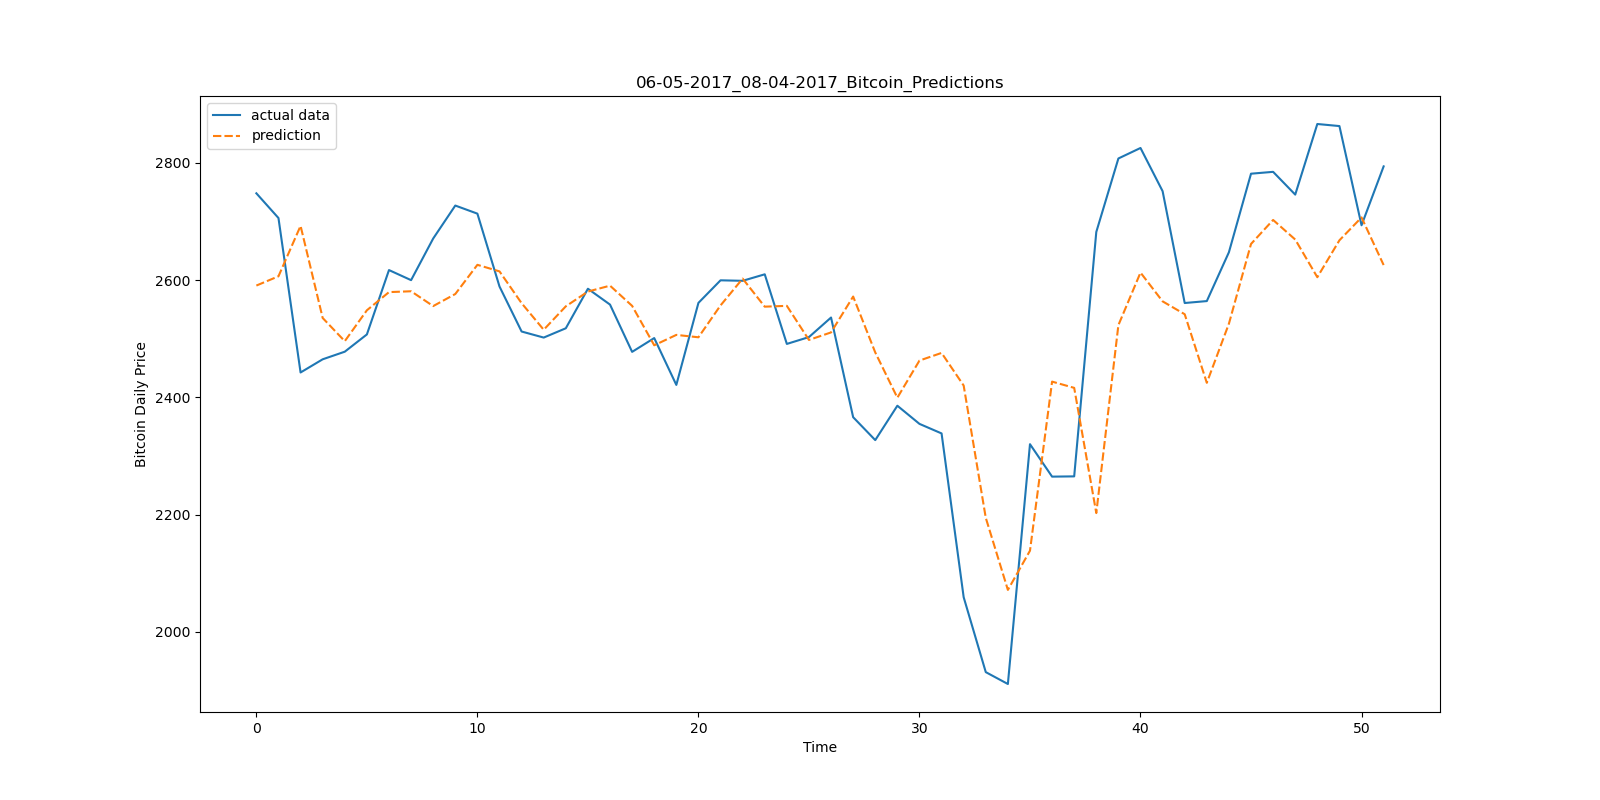 06-05-2017_08-04-2017_Bitcoin_Predictions
actual data
prediction
2800
2600
2400
2200
2000
Bitcoin Daily Price
0 10 20 30 40 50
Time